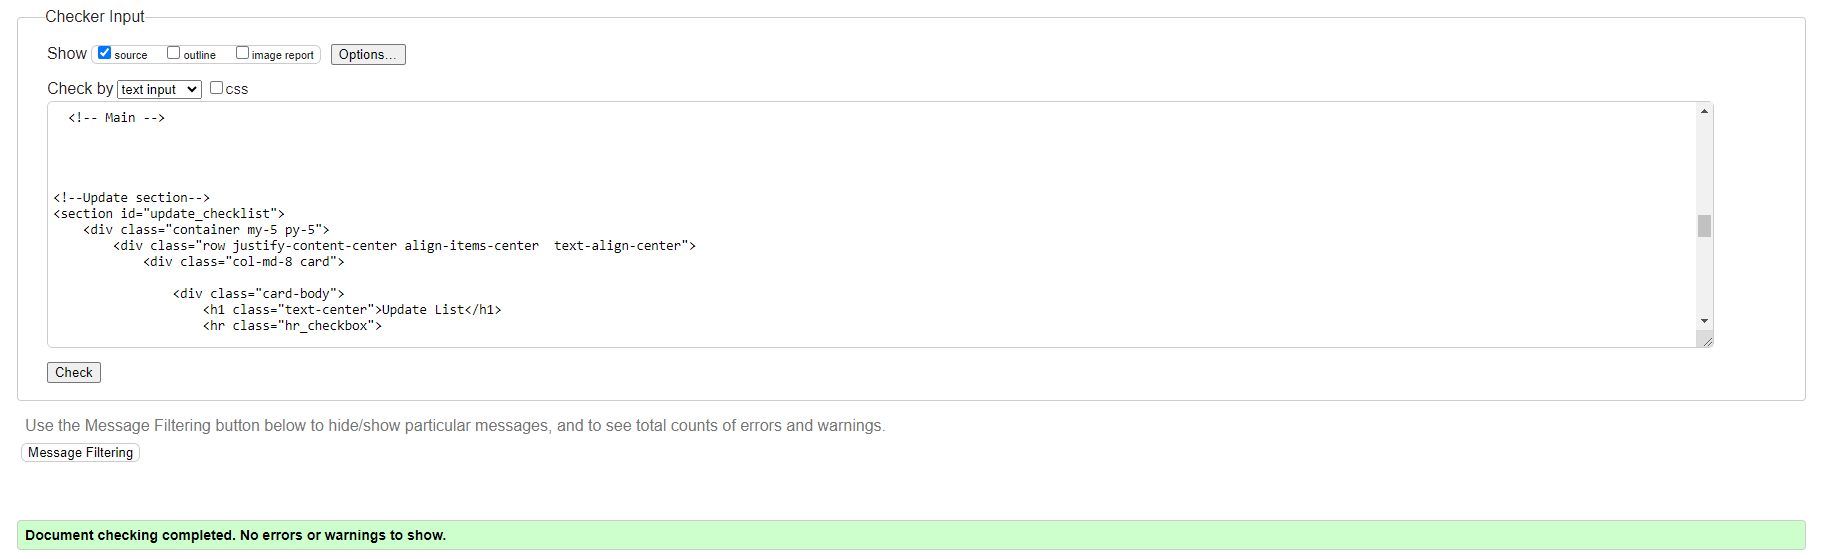 Checker Input
Show source outline image report Options...
Check by text input css
<!-- Main -->
<!--Update section-->
<section id="update_checklist">
<div class="container my-5 py-5">
<div class="row justify-content-center align-items-center  text-align-center">
<div class="col-md-8 card">
<div class="card-body">
<h1 class="text-center">Update List</h1>
<hr class="hr_checkbox">
Check
Use the Message Filtering button below to hide/show particular messages, and to see total counts of errors and warnings.
Message Filtering
Document checking completed. No errors or warnings to show.